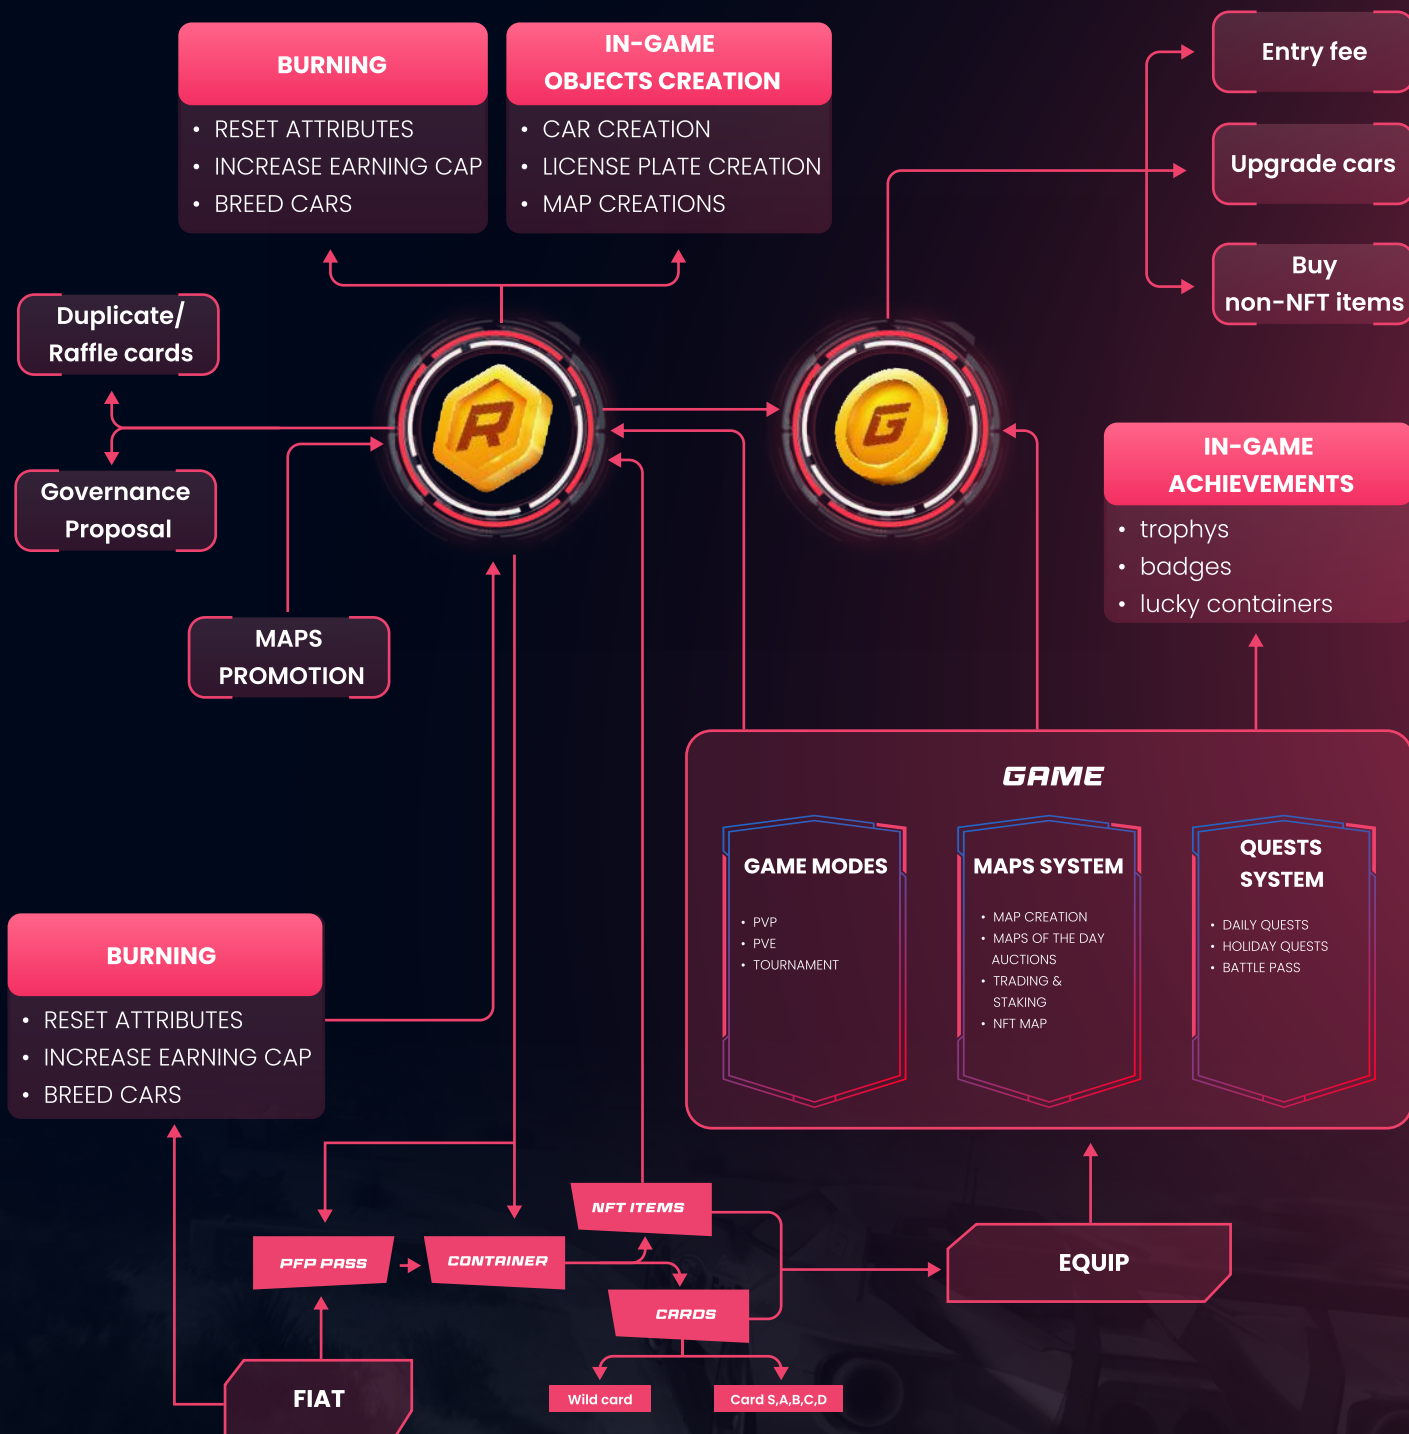 BURNING
• RESET ATTRIBUTES
• INCREASE EARNING CAP
• BREED CARS
IN-GAME
OBJECTS CREATION
• CAR CREATION
• LICENSE PLATE CREATION
• MAP CREATIONS
Entry fee
Upgrade cars
Buy
non-NFT items
Duplicate/
Raffle cards
Governance
Proposal
R
G
MAPS
PROMOTION
IN-GAME
ACHIEVEMENTS
• trophys
• badges
• lucky containers
GAME
GAME MODES
• PVP
• PVE
• TOURNAMENT
MAPS SYSTEM
• MAP CREATION
• MAPS OF THE DAY
AUCTIONS
• TRADING &
STAKING
• NFT MAP
QUESTS
SYSTEM
• DAILY QUESTS
• HOLIDAY QUESTS
• BATTLE PASS
BURNING
• RESET ATTRIBUTES
• INCREASE EARNING CAP
• BREED CARS
NFT ITEMS
PFP PASS
CONTAINER
CARDS
EQUIP
FIAT
Wild card
Card S,A,B,C,D